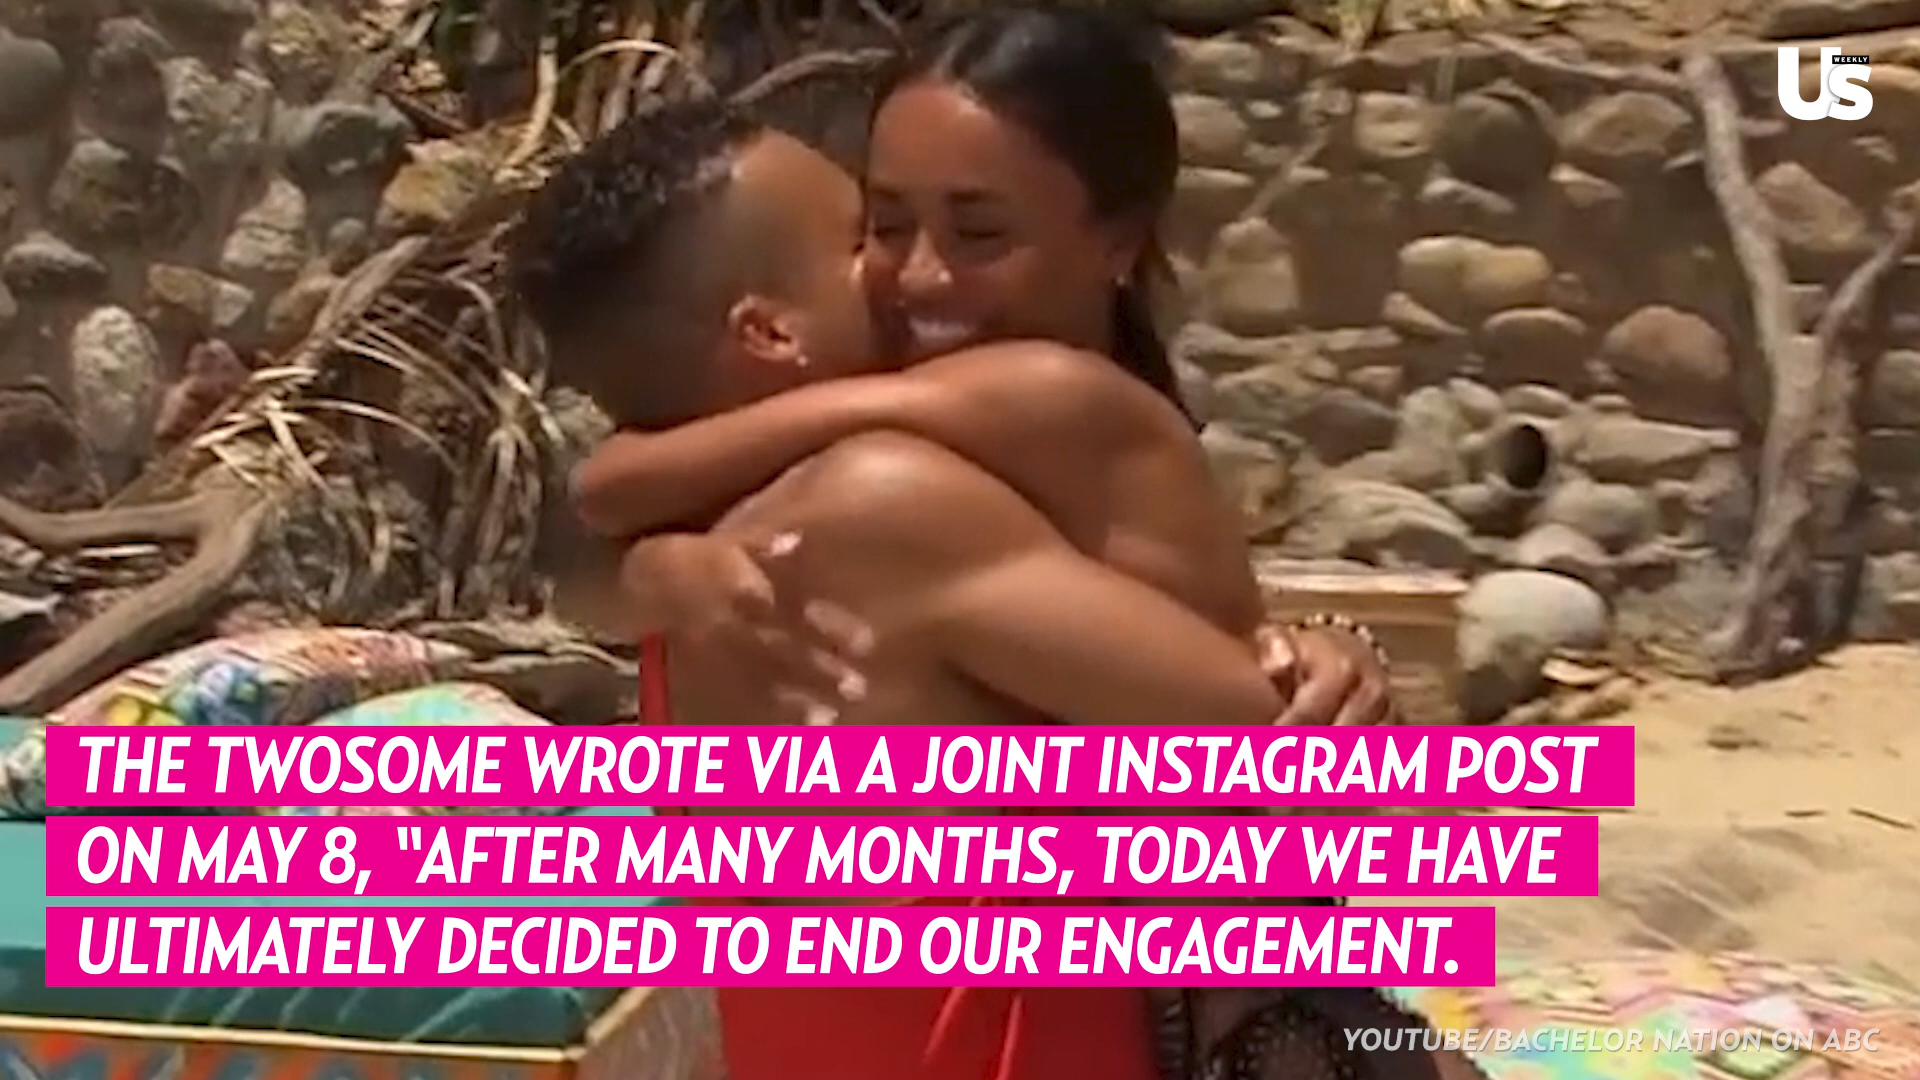 Us
WEEKLY
THE TWOSOME WROTE VIA A JOINT INSTAGRAM POST
ON MAY 8, “AFTER MANY MONTHS, TODAY WE HAVE
ULTIMATELY DECIDED TO END OUR ENGAGEMENT.
YOUTUBE/BACHELOR NATION ON ABC